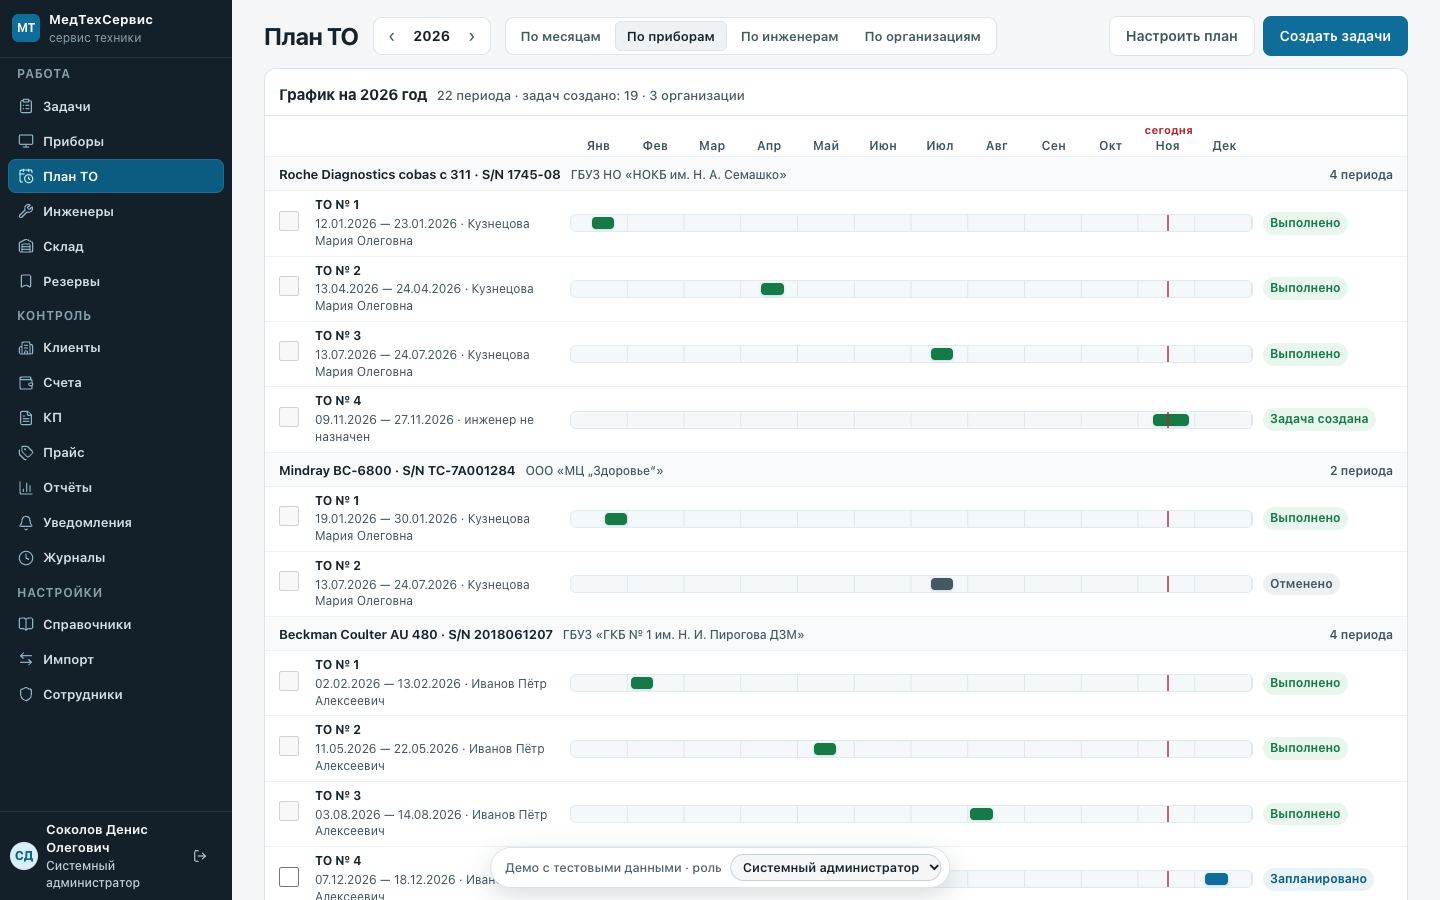 МТ
МедТехСервис
сервис техники
РАБОТА
Задачи
Приборы
План ТО
Инженеры
Склад
Резервы
КОНТРОЛЬ
Клиенты
Счета
КП
Прайс
Отчёты
Уведомления
Журналы
НАСТРОЙКИ
Справочники
Импорт
Сотрудники
СД
Соколов Денис
Олегович
Системный
администратор
План ТО
‹ 2026 ›
По месяцам По приборам По инженерам По организациям
Настроить план
Создать задачи
График на 2026 год 22 периода · задач создано: 19 · 3 организации
сегодня
Янв Фев Мар Апр Май Июн Июл Авг Сен Окт Ноя Дек
Roche Diagnostics cobas c 311 · S/N 1745-08 ГБУЗ НО «НОКБ им. Н. А. Семашко» 4 периода
ТО № 1
12.01.2026 — 23.01.2026 · Кузнецова
Мария Олеговна
Выполнено
ТО № 2
13.04.2026 — 24.04.2026 · Кузнецова
Мария Олеговна
Выполнено
ТО № 3
13.07.2026 — 24.07.2026 · Кузнецова
Мария Олеговна
Выполнено
ТО № 4
09.11.2026 — 27.11.2026 · инженер не
назначен
Задача создана
Mindray BC-6800 · S/N TC-7A001284 ООО «МЦ „Здоровье“» 2 периода
ТО № 1
19.01.2026 — 30.01.2026 · Кузнецова
Мария Олеговна
Выполнено
ТО № 2
13.07.2026 — 24.07.2026 · Кузнецова
Мария Олеговна
Отменено
Beckman Coulter AU 480 · S/N 2018061207 ГБУЗ «ГКБ № 1 им. Н. И. Пирогова ДЗМ» 4 периода
ТО № 1
02.02.2026 — 13.02.2026 · Иванов Пётр
Алексеевич
Выполнено
ТО № 2
11.05.2026 — 22.05.2026 · Иванов Пётр
Алексеевич
Выполнено
ТО № 3
03.08.2026 — 14.08.2026 · Иванов Пётр
Алексеевич
Выполнено
ТО № 4
07.12.2026 — 18.12.2026 ·
Алексеевич
Запланировано
Демо с тестовыми данными · роль Системный администратор